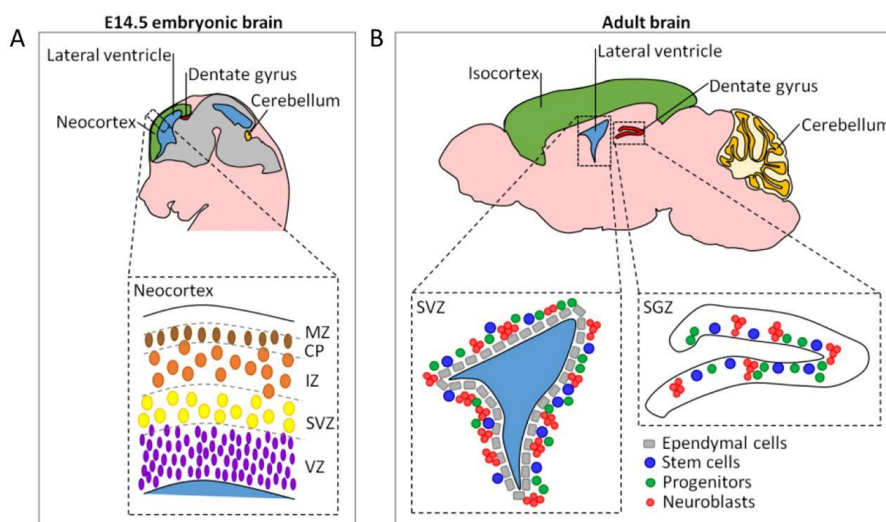 E14.5 embryonic brain
A
Lateral ventricle
Dentate gyrus
Cerebellum
Neocortex
Neocortex
MZ
CP
IZ
SVZ
VZ
Adult brain
B
Lateral ventricle
Isocortex
Dentate gyrus
Cerebellum
SVZ
SGZ
Ependymal cells
Stem cells
Progenitors
Neuroblasts